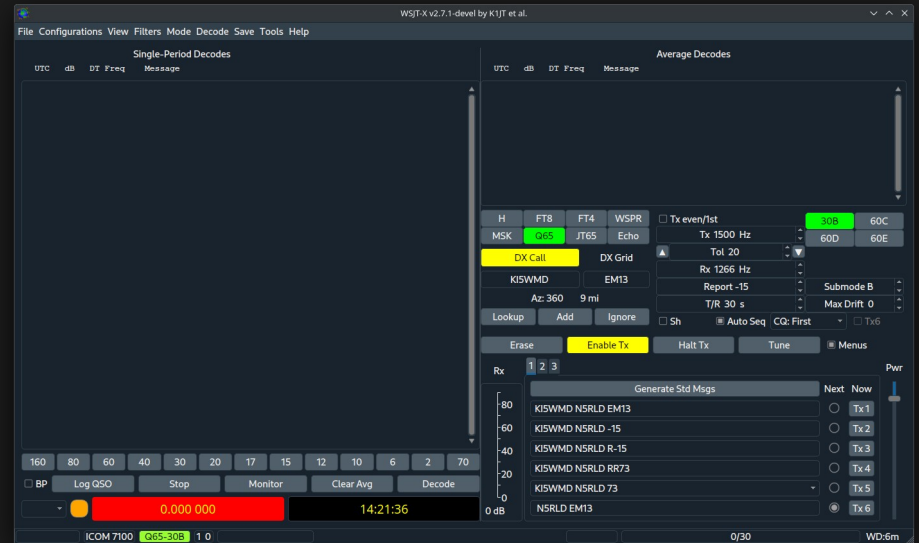 WSJT-X v2.7.1-devel by K1JT et al.
File Configurations View Filters Mode Decode Save Tools Help
Single-Period Decodes
UTC dB DT Freq Message
Average Decodes
UTC dB DT Freq Message
H FT8 FT4 WSPR
MSK Q65 JT65 Echo
DX Call DX Grid
KI5WMD EM13
Az: 360 9 mi
Lookup Add Ignore
Tx even/1st
Tx 1500 Hz
Tol 20
Rx 1266 Hz
Report -15
T/R 30 s
Sh Auto Seq CQ: First Tx6
30B 60C
60D 60E
Submode B
Max Drift 0
Erase Enable Tx Halt Tx Tune Menus
Rx
80
60
40
20
0
0 dB
1 2 3
Generate Std Msgs Next Now
KI5WMD N5RLD EM13 Tx 1
KI5WMD N5RLD -15 Tx 2
KI5WMD N5RLD R-15 Tx 3
KI5WMD N5RLD RR73 Tx 4
KI5WMD N5RLD 73 Tx 5
N5RLD EM13 Tx 6
Pwr
160 80 60 40 30 20 17 15 12 10 6 2 70
BP Log QSO Stop Monitor Clear Avg Decode
0.000 000 14:21:36
ICOM 7100 Q65-30B 1 0 0/30 WD:6m